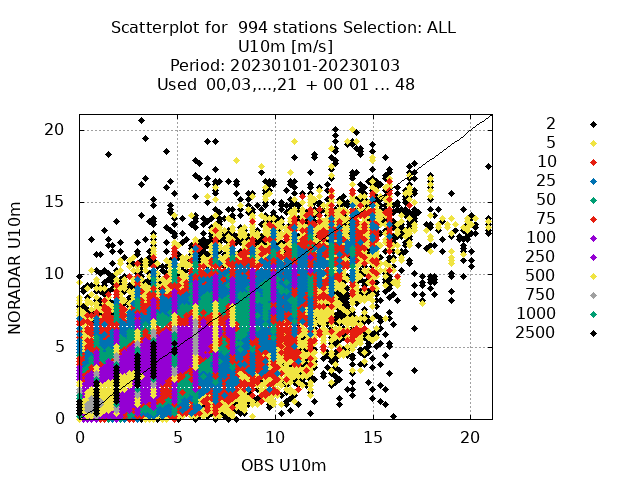 Scatterplot for  994 stations Selection: ALL
U10m [m/s]
Period: 20230101-20230103
Used  00,03,...,21  + 00 01 ... 48
20
15
10
5
0
0 5 10 15 20
NORADAR U10m
OBS U10m
2
5
10
25
50
75
100
250
500
750
1000
2500